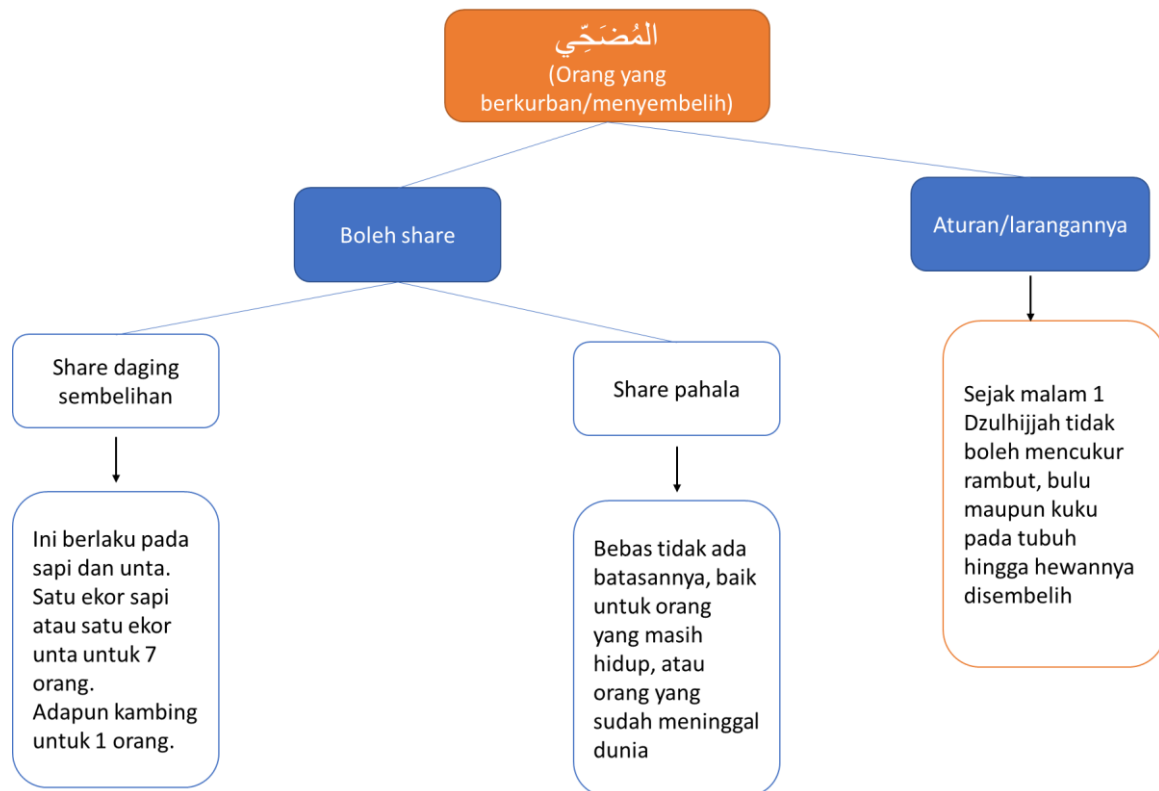 المُضَحِّي
(Orang yang
berkurban/menyembelih)
Boleh share
Aturan/larangannya
Share daging
sembelihan
Share pahala
Ini berlaku pada
sapi dan unta.
Satu ekor sapi
atau satu ekor
unta untuk 7
orang.
Adapun kambing
untuk 1 orang.
Bebas tidak ada
batasannya, baik
untuk orang
yang masih
hidup, atau
orang yang
sudah meninggal
dunia
Sejak malam 1
Dzulhijjah tidak
boleh mencukur
rambut, bulu
maupun kuku
pada tubuh
hingga hewannya
disembelih